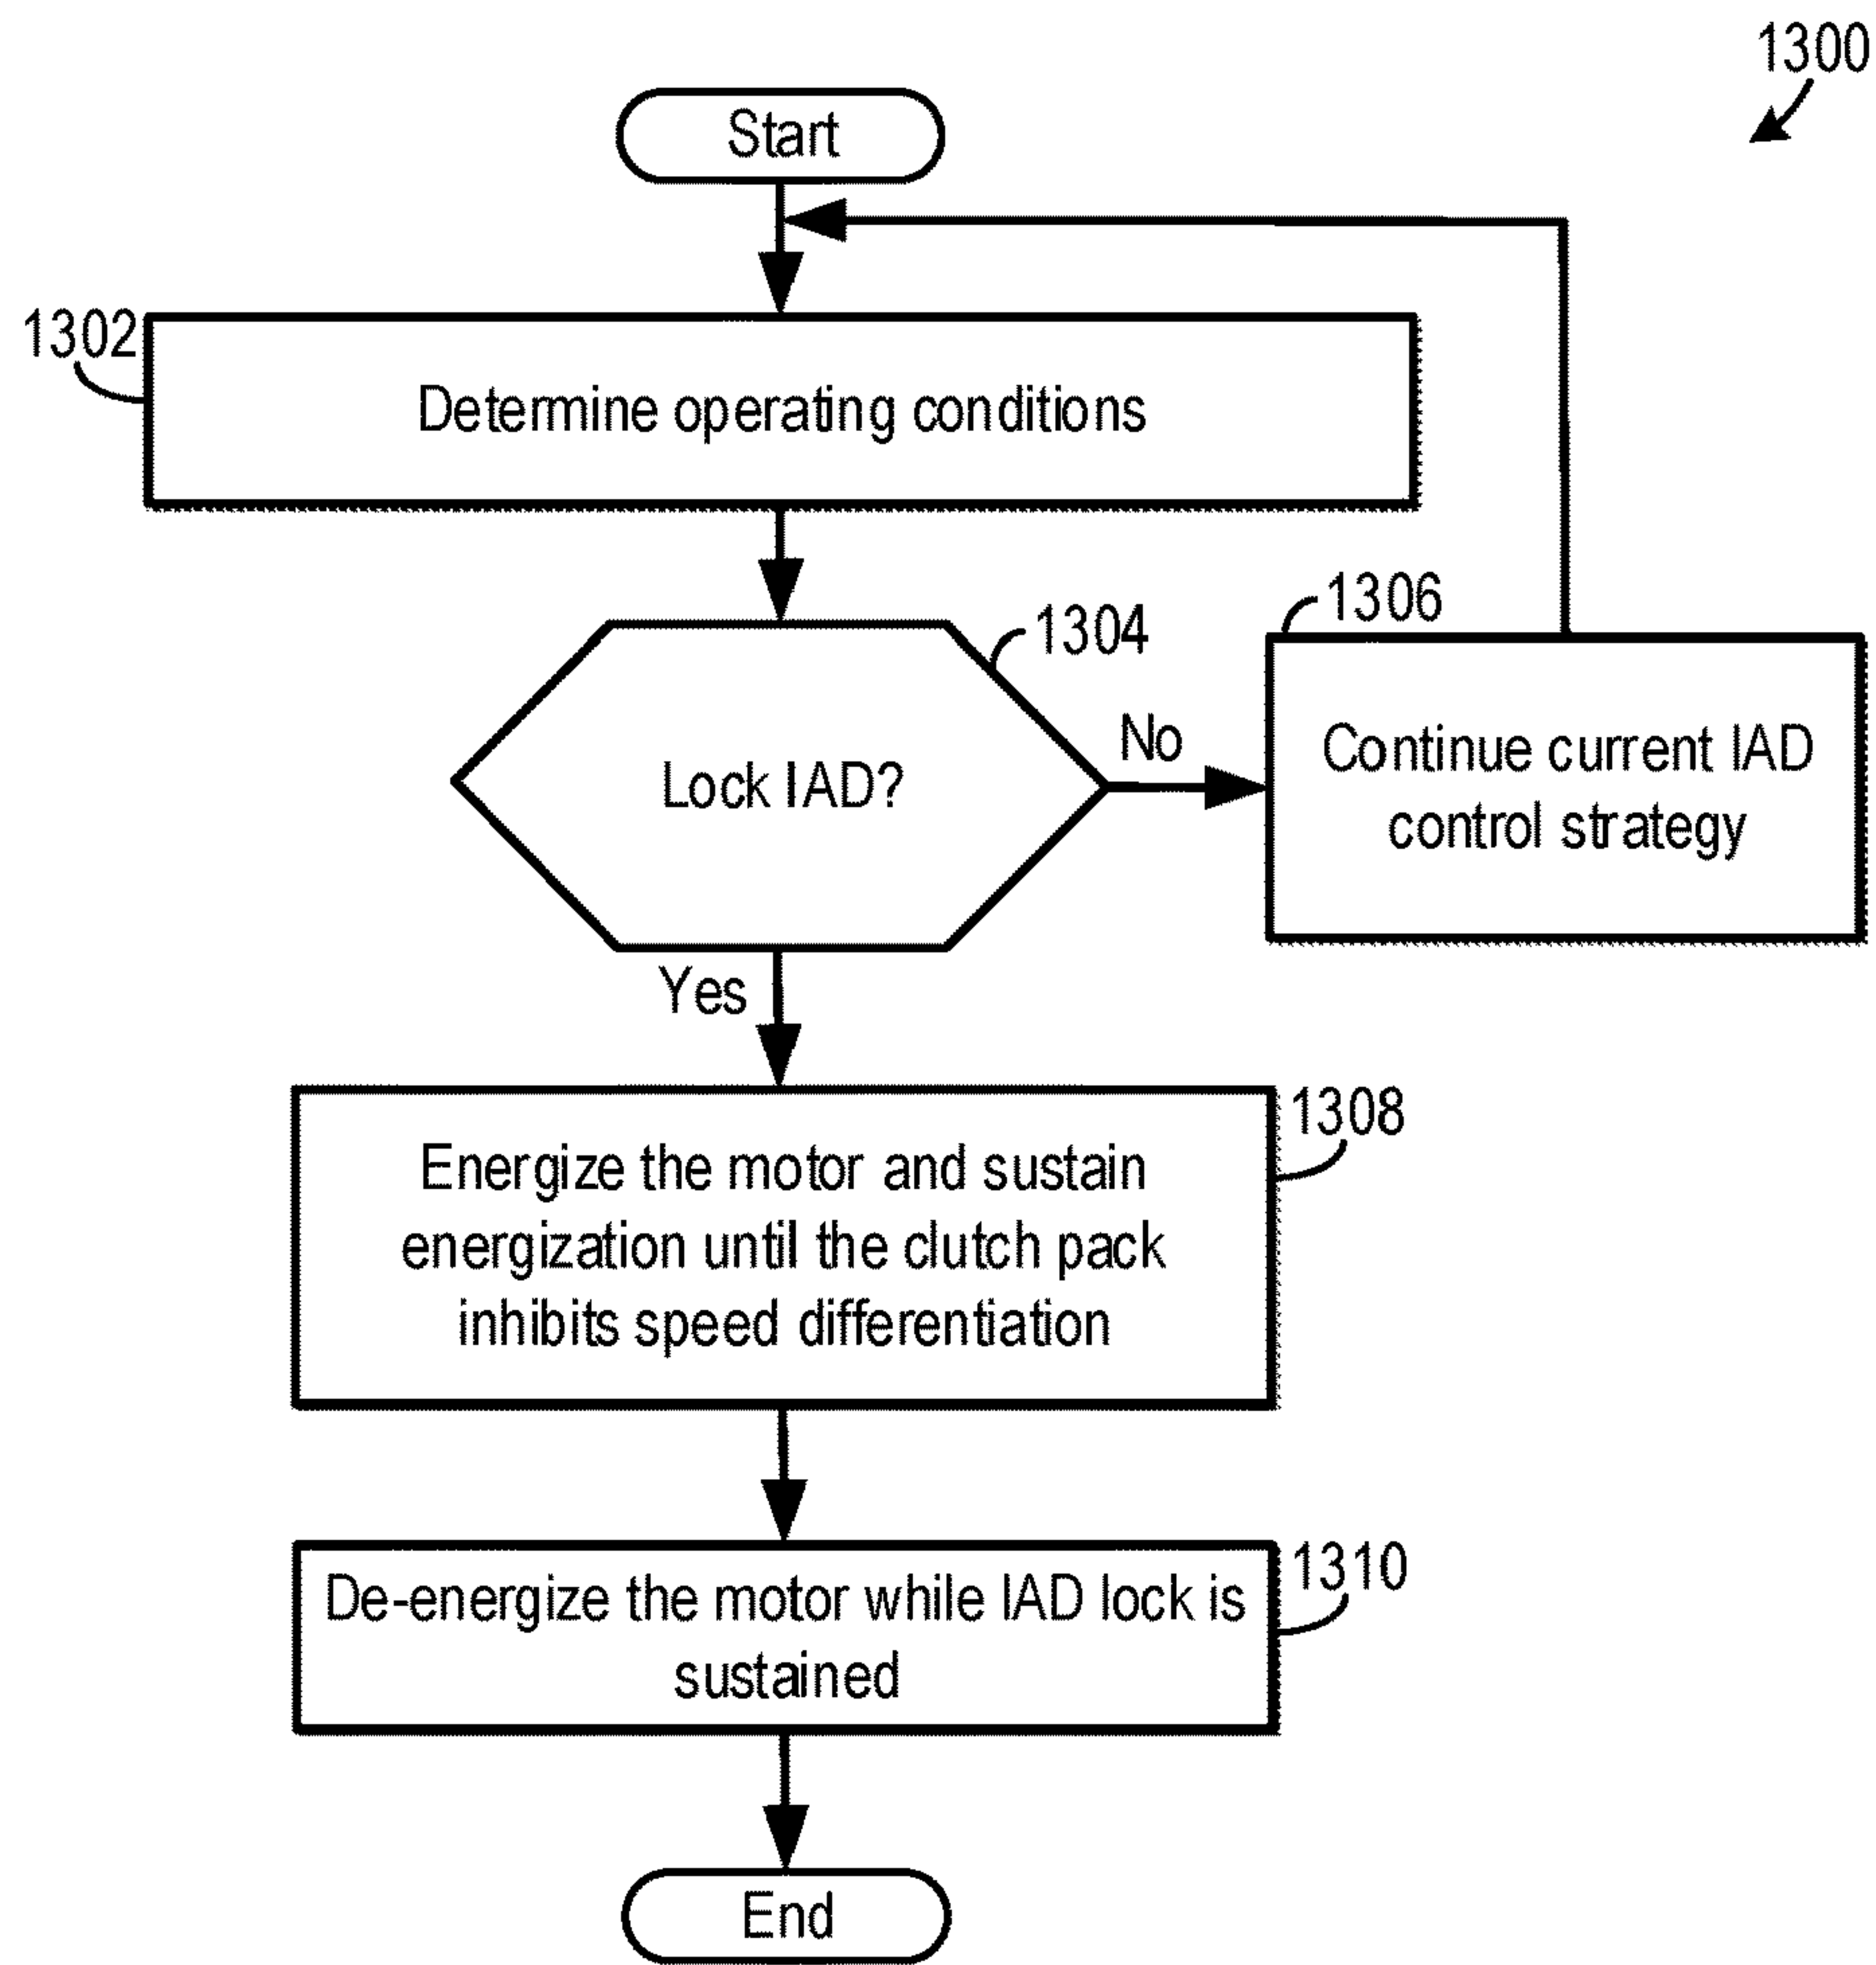 1300
Start
1302
Determine operating conditions
1304
Lock IAD?
No
1306
Continue current IAD
control strategy
Yes
1308
Energize the motor and sustain
energization until the clutch pack
inhibits speed differentiation
1310
De-energize the motor while IAD lock is
sustained
End